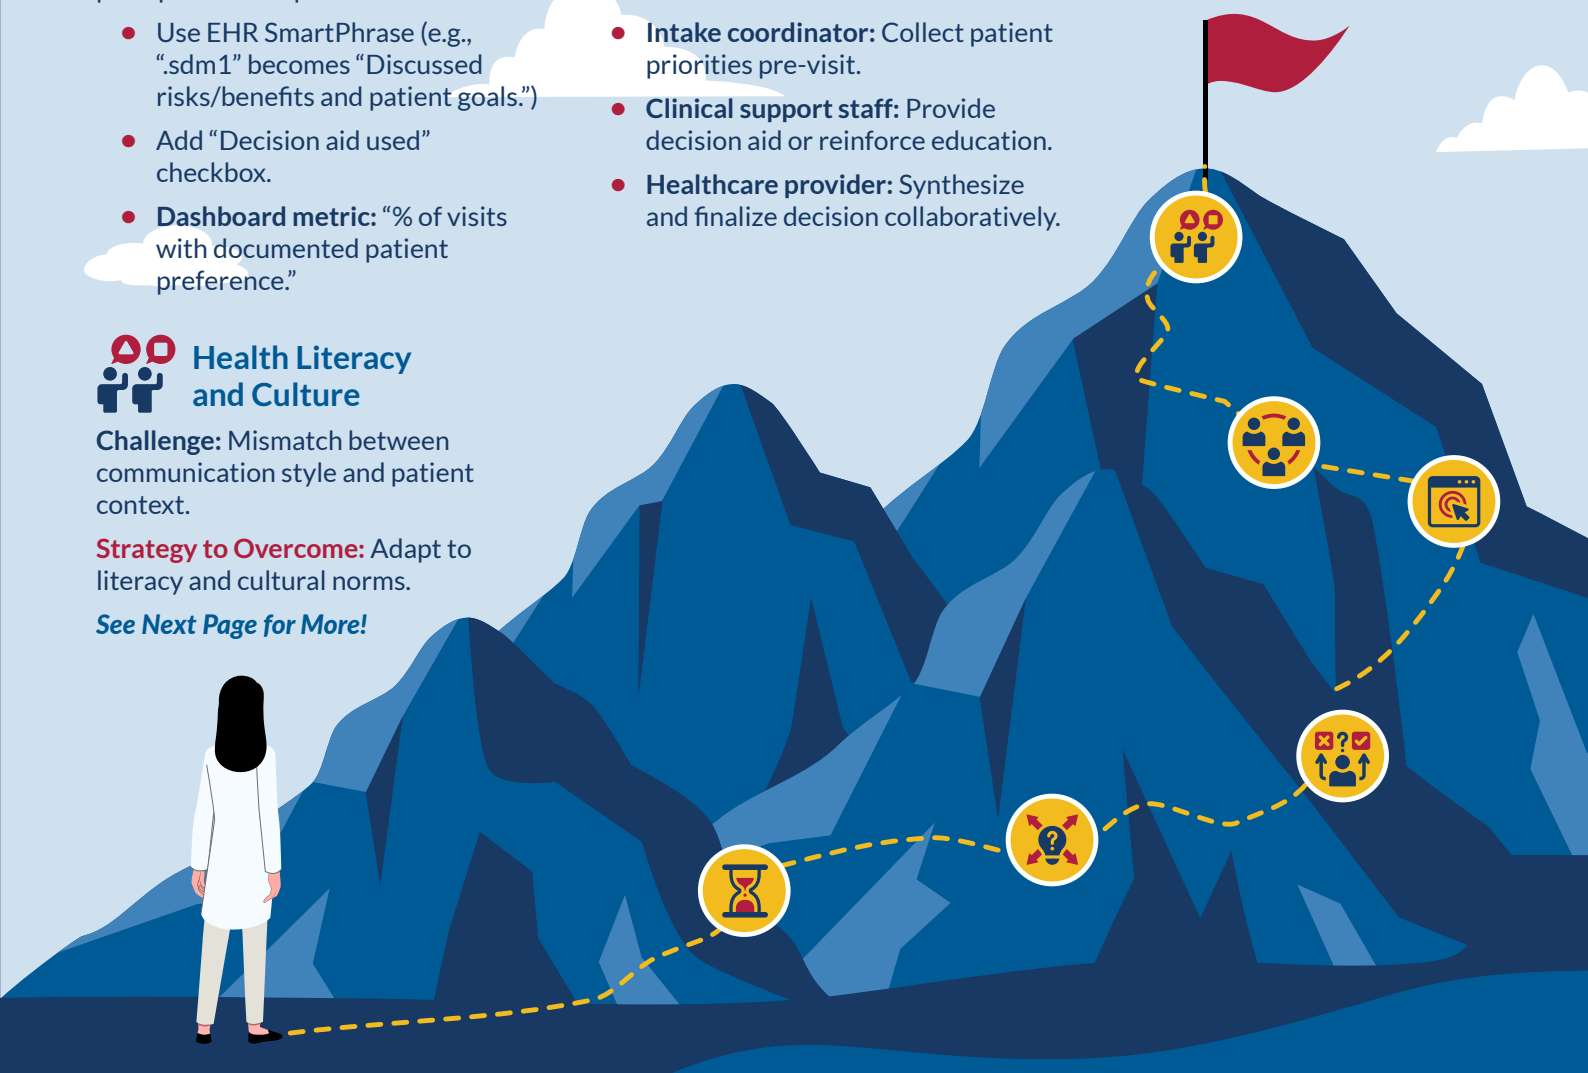 • Use EHR SmartPhrase (e.g.,
“.sdm1” becomes “Discussed
risks/benefits and patient goals.”)
• Add “Decision aid used”
checkbox.
• Dashboard metric: “% of visits
with documented patient
preference.”
Health Literacy
and Culture
Challenge: Mismatch between
communication style and patient
context.
Strategy to Overcome: Adapt to
literacy and cultural norms.
See Next Page for More!
• Intake coordinator: Collect patient
priorities pre-visit.
• Clinical support staff: Provide
decision aid or reinforce education.
• Healthcare provider: Synthesize
and finalize decision collaboratively.
?
?